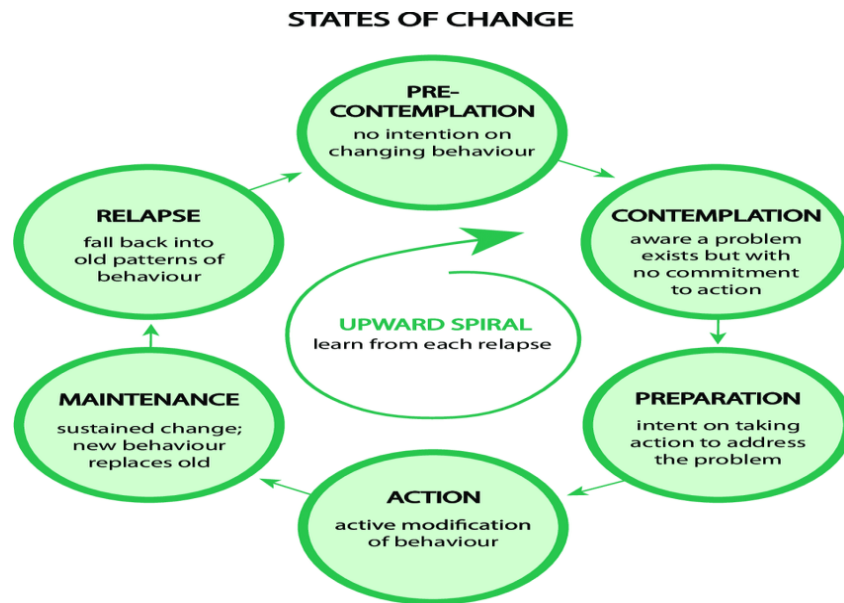 STATES OF CHANGE
PRE-
CONTEMPLATION
no intention on
changing behaviour
CONTEMPLATION
aware a problem
exists but with
no commitment
to action
PREPARATION
intent on taking
action to address
the problem
ACTION
active modification
of behaviour
MAINTENANCE
sustained change;
new behaviour
replaces old
RELAPSE
fall back into
old patterns of
behaviour
UPWARD SPIRAL
learn from each relapse